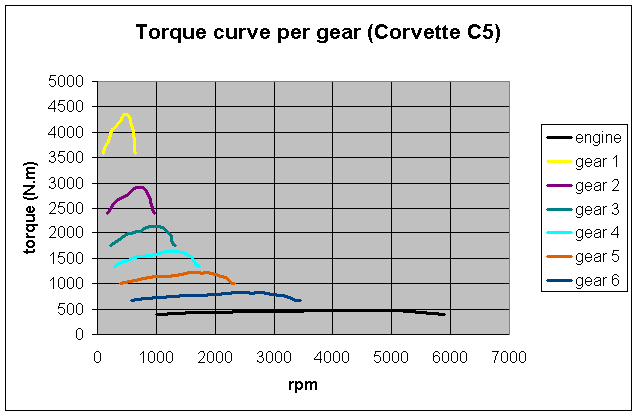 Torque curve per gear (Corvette C5)
torque (N.m)
5000
4500
4000
3500
3000
2500
2000
1500
1000
500
0
0 1000 2000 3000 4000 5000 6000 7000
rpm
engine
gear 1
gear 2
gear 3
gear 4
gear 5
gear 6